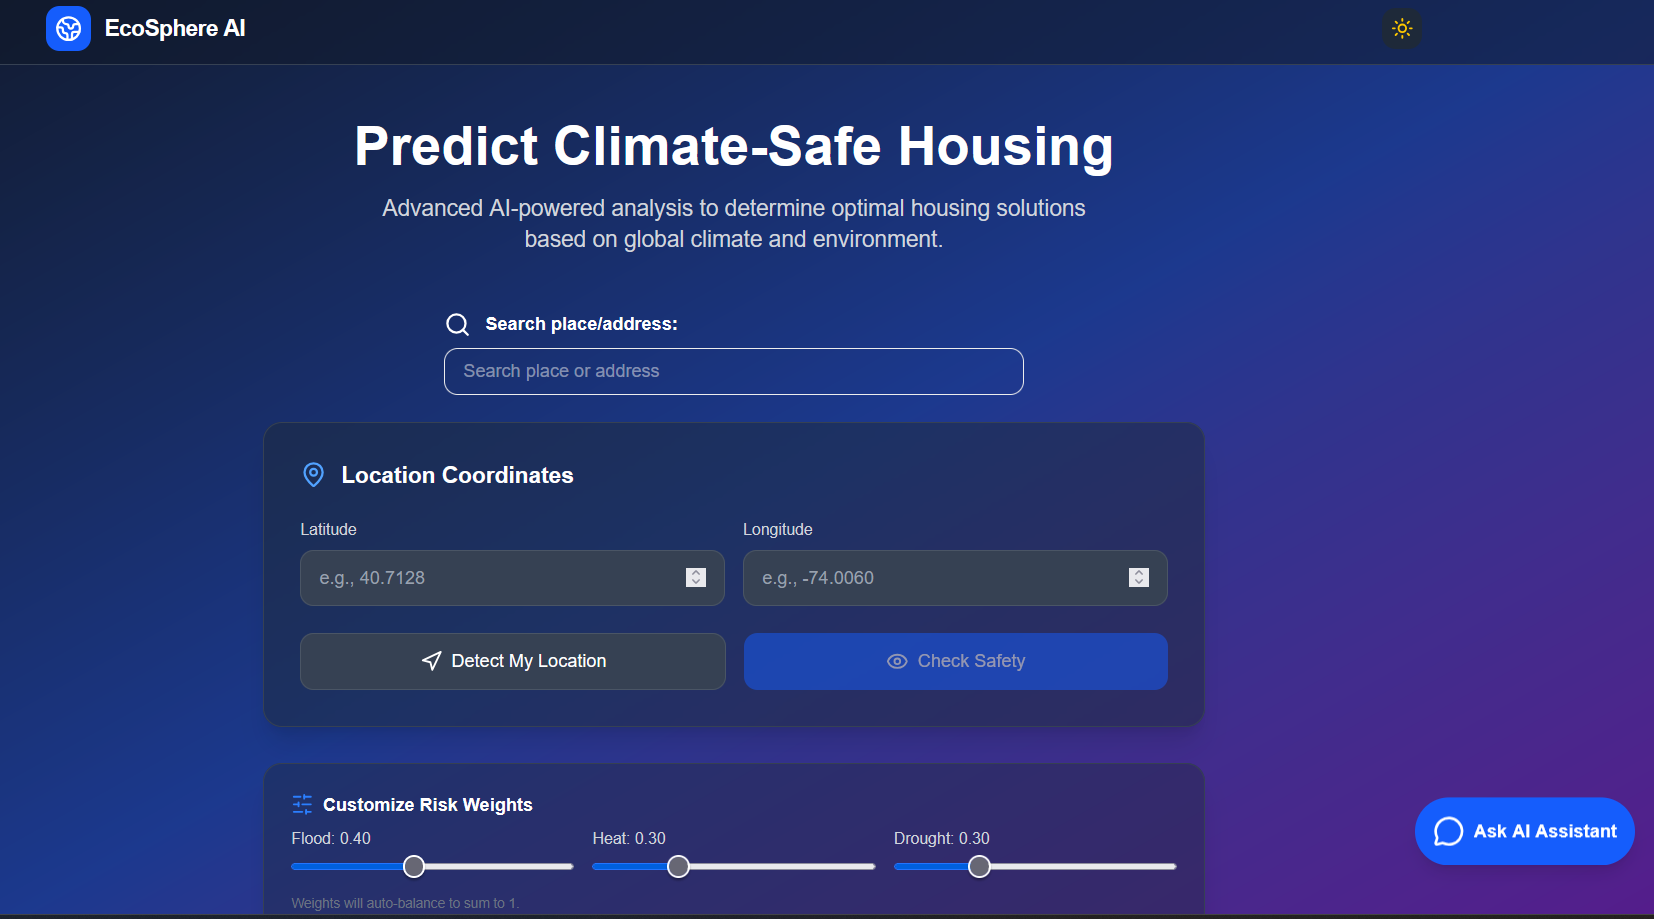 EcoSphere AI
Predict Climate-Safe Housing
Advanced AI-powered analysis to determine optimal housing solutions
based on global climate and environment.
Search place/address:
Search place or address
Location Coordinates
Latitude
Longitude
e.g., 40.7128
e.g., -74.0060
Detect My Location
Check Safety
Customize Risk Weights
Flood: 0.40
Heat: 0.30
Drought: 0.30
Weights will auto-balance to sum to 1.
Ask AI Assistant